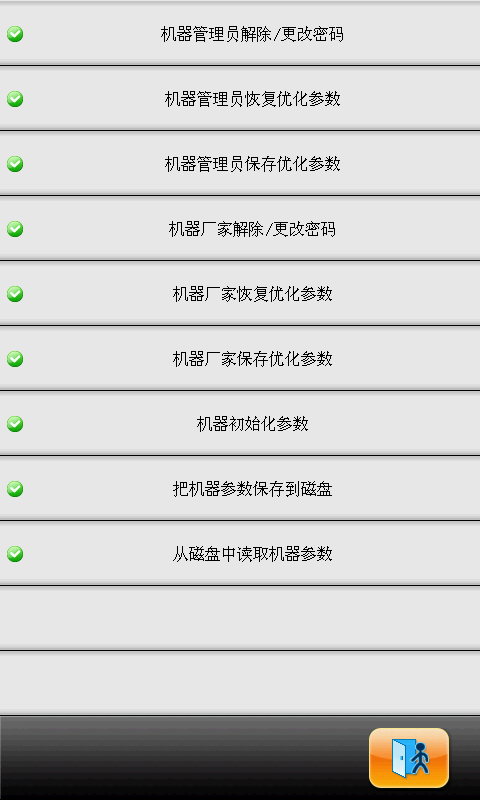 机器管理员解除/更改密码
机器管理员恢复优化参数
机器管理员保存优化参数
机器厂家解除/更改密码
机器厂家恢复优化参数
机器厂家保存优化参数
机器初始化参数
把机器参数保存到磁盘
从磁盘中读取机器参数